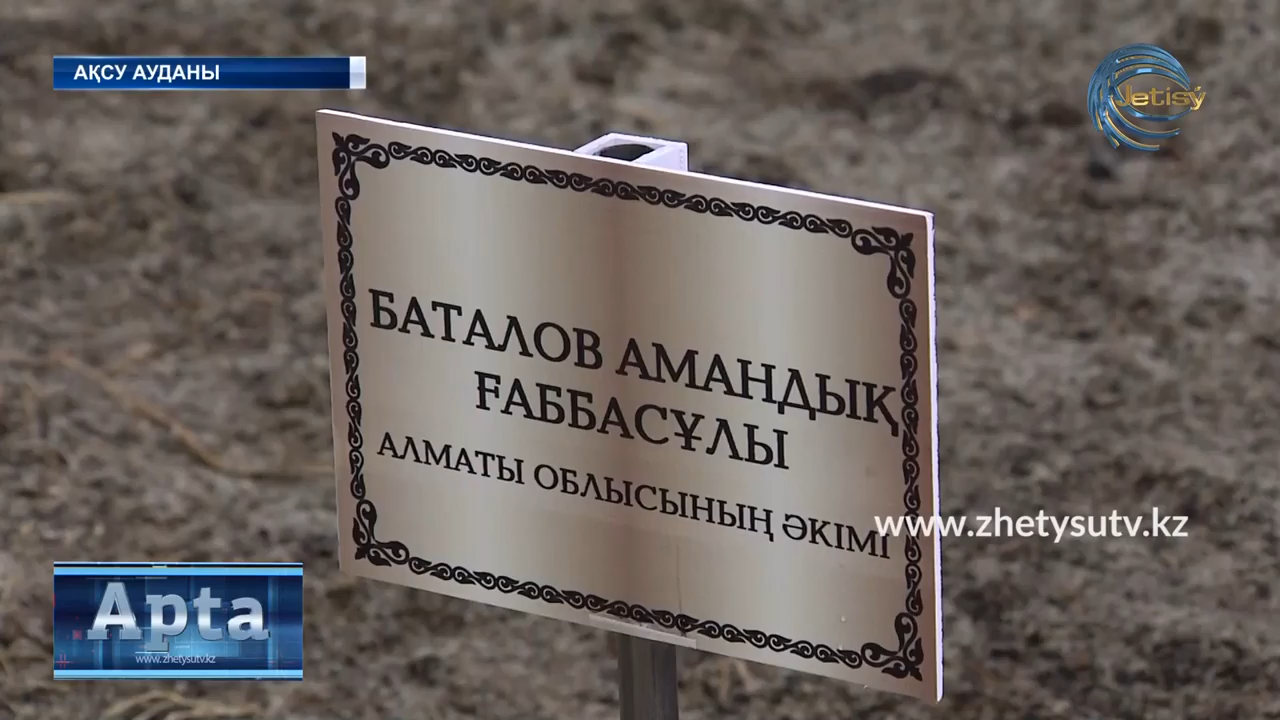 АҚСУ АУДАНЫ
Jetisý
БАТАЛОВ АМАНДЫҚ
ҒАББАСҰЛЫ
АЛМАТЫ ОБЛЫСЫНЫҢ ӘКІМІ
www.zhetysutv.kz
Apta
www.zhetysutv.kz